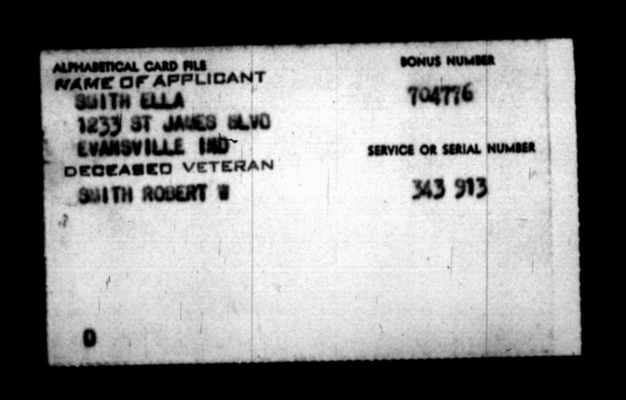 ALPHABETICAL CARD FILE
BONUS NUMBER
NAME OF APPLICANT
SMITH ELLA
704776
1233 ST JAMES BLVD
EVANSVILLE IND
SERVICE OR SERIAL NUMBER
DECEASED VETERAN
SMITH ROBERT W
343 913
D